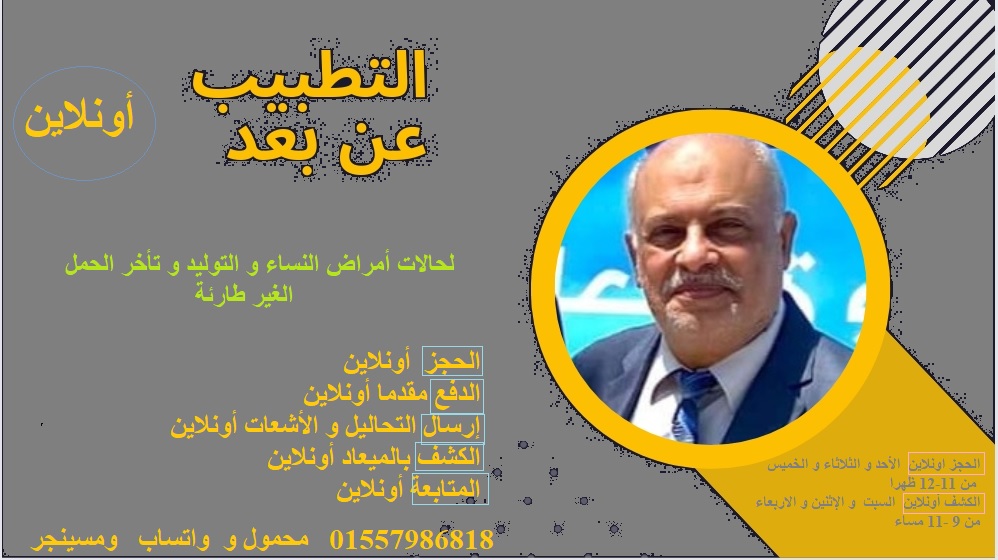 التطبيب
عن بعد
أونلاين
لحالات أمراض النساء و التوليد و تأخر الحمل
الغير طارئة
الحجز أونلاين
الدفع مقدما أونلاين
إرسال التحاليل و الأشعات أونلاين
الكشف بالميعاد أونلاين
المتابعة أونلاين
01557986818 محمول و واتساب ومسينجر
الحجز اونلاين الأحد و الثلاثاء و الخميس
من 11-12 ظهرا
الكشف أونلاين السبت و الإثنين و الاربعاء
من 9 -11 مساء